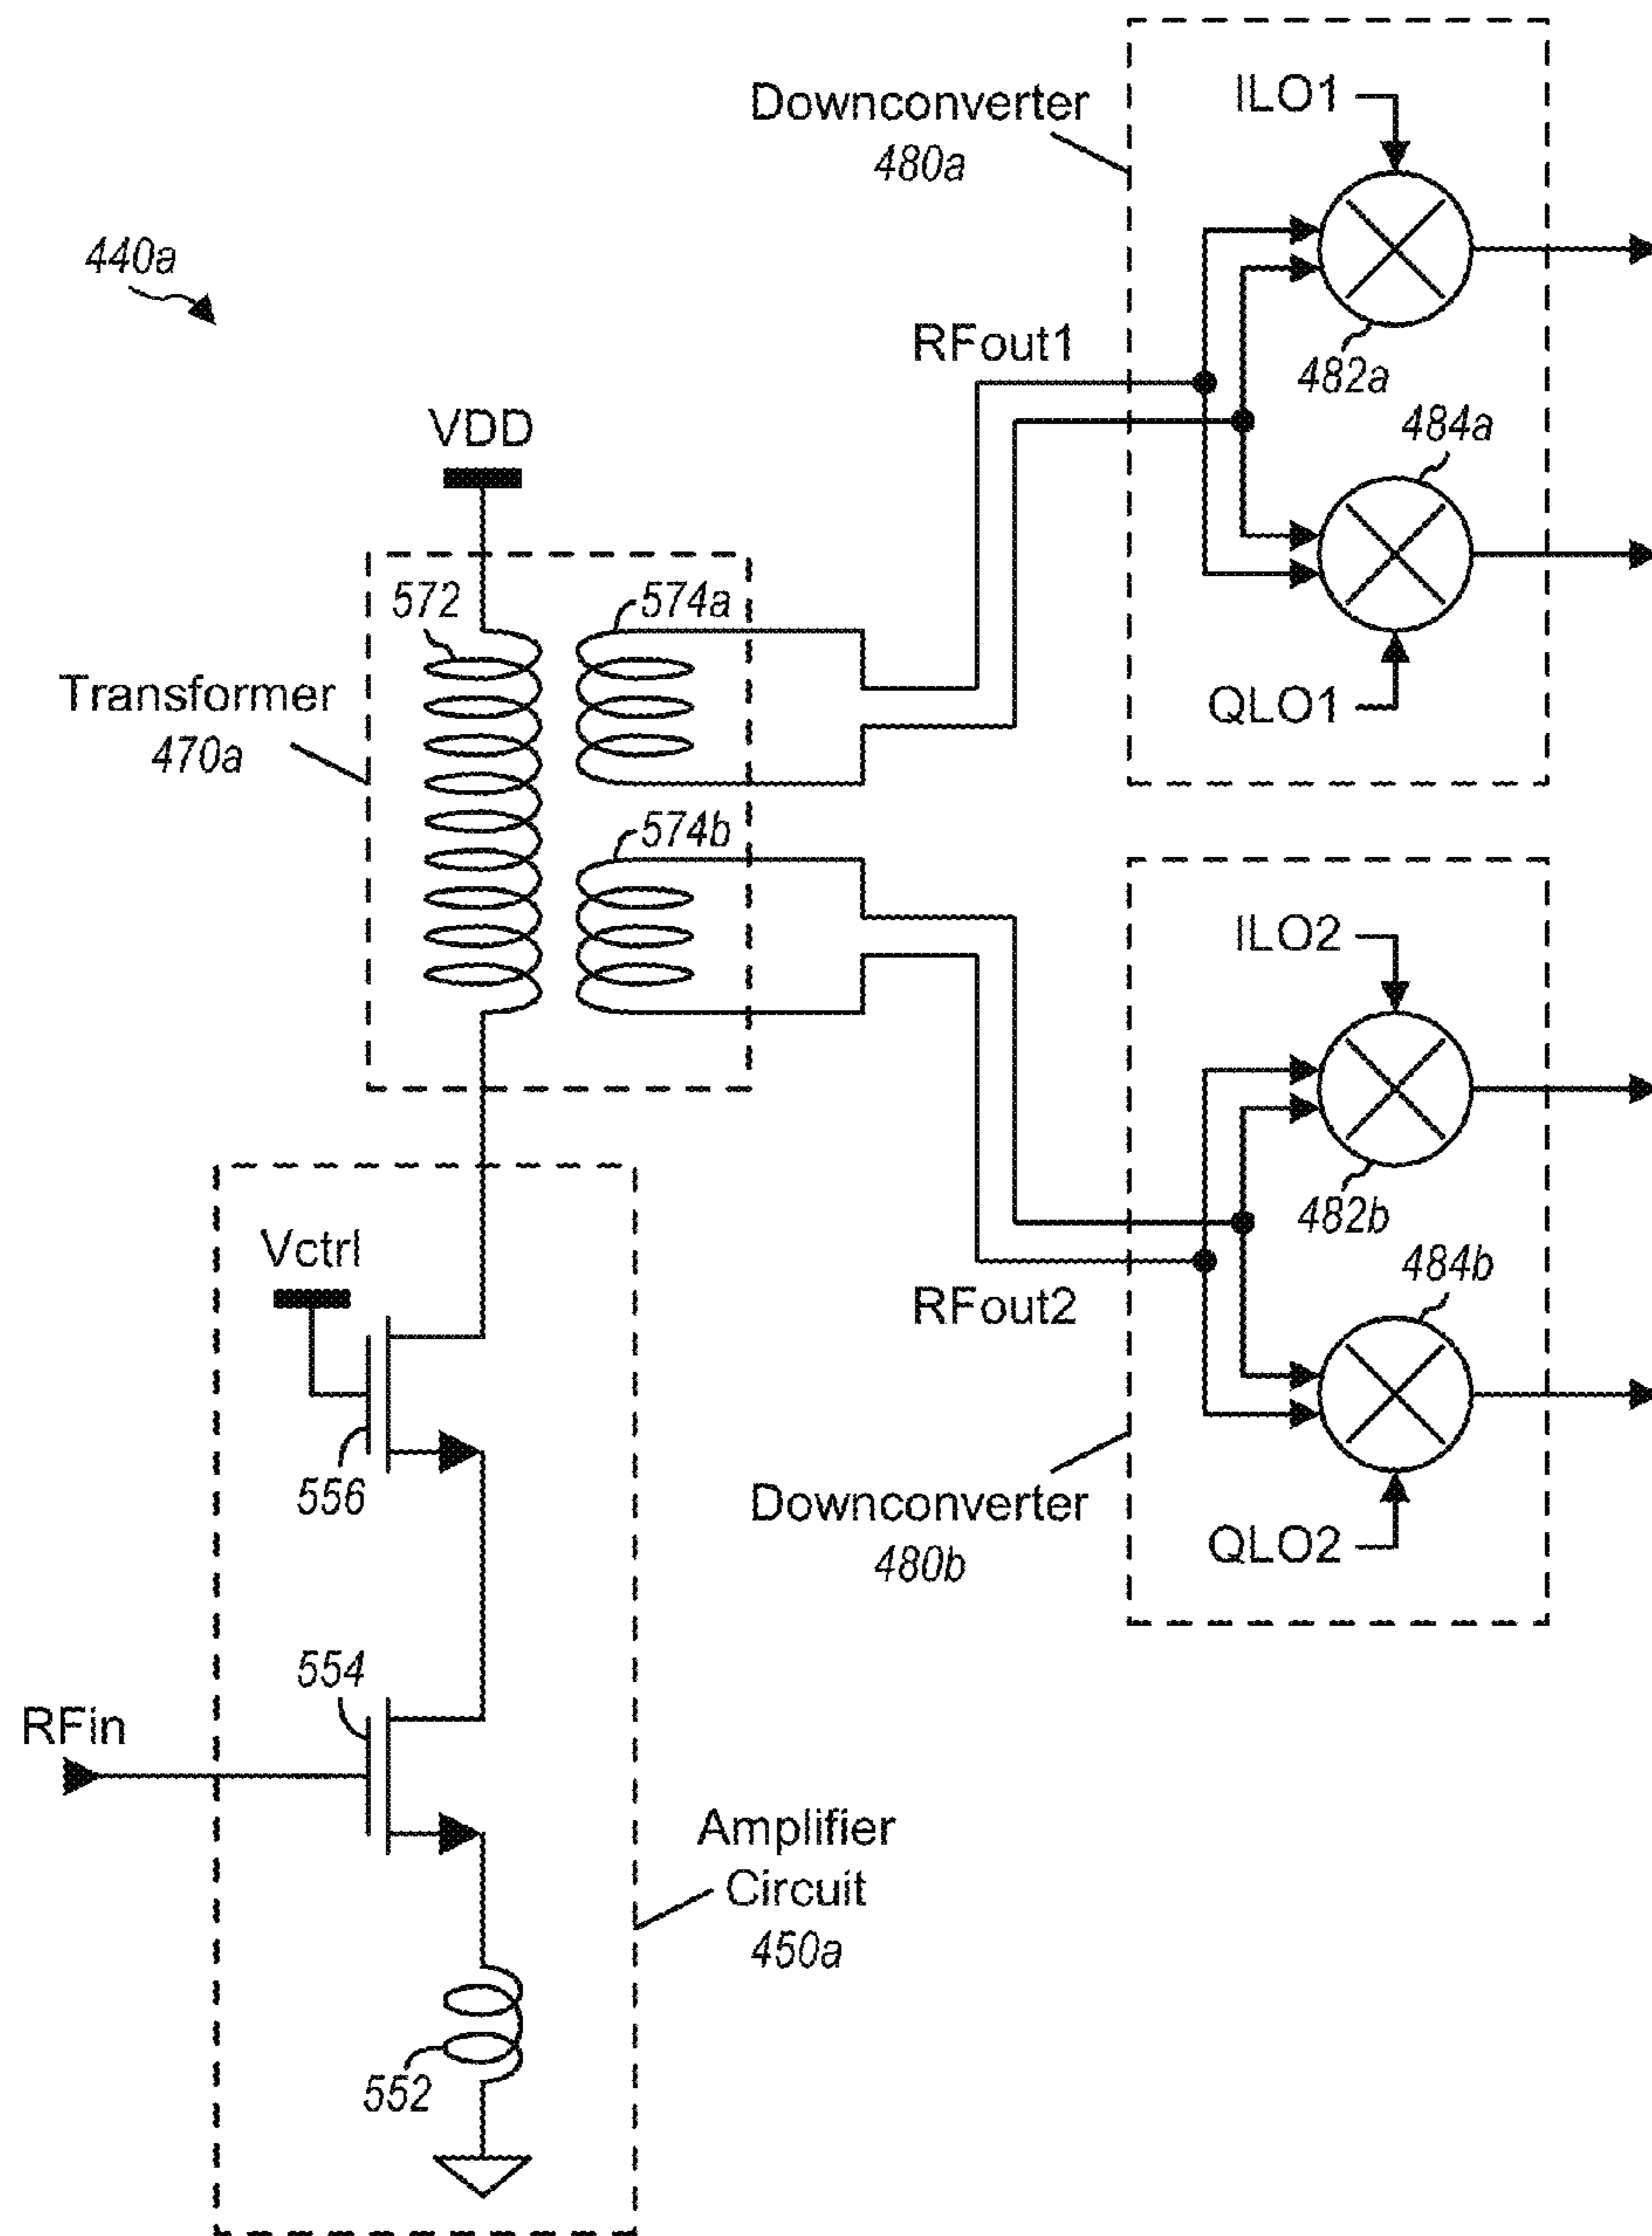 440a
Downconverter
480a
ILO1
482a
484a
QLO1
RFout1
VDD
572
574a
Transformer
470a
574b
ILO2
482b
484b
QLO2
RFout2
Downconverter
480b
Vctrl
556
554
RFin
Amplifier
Circuit
450a
552